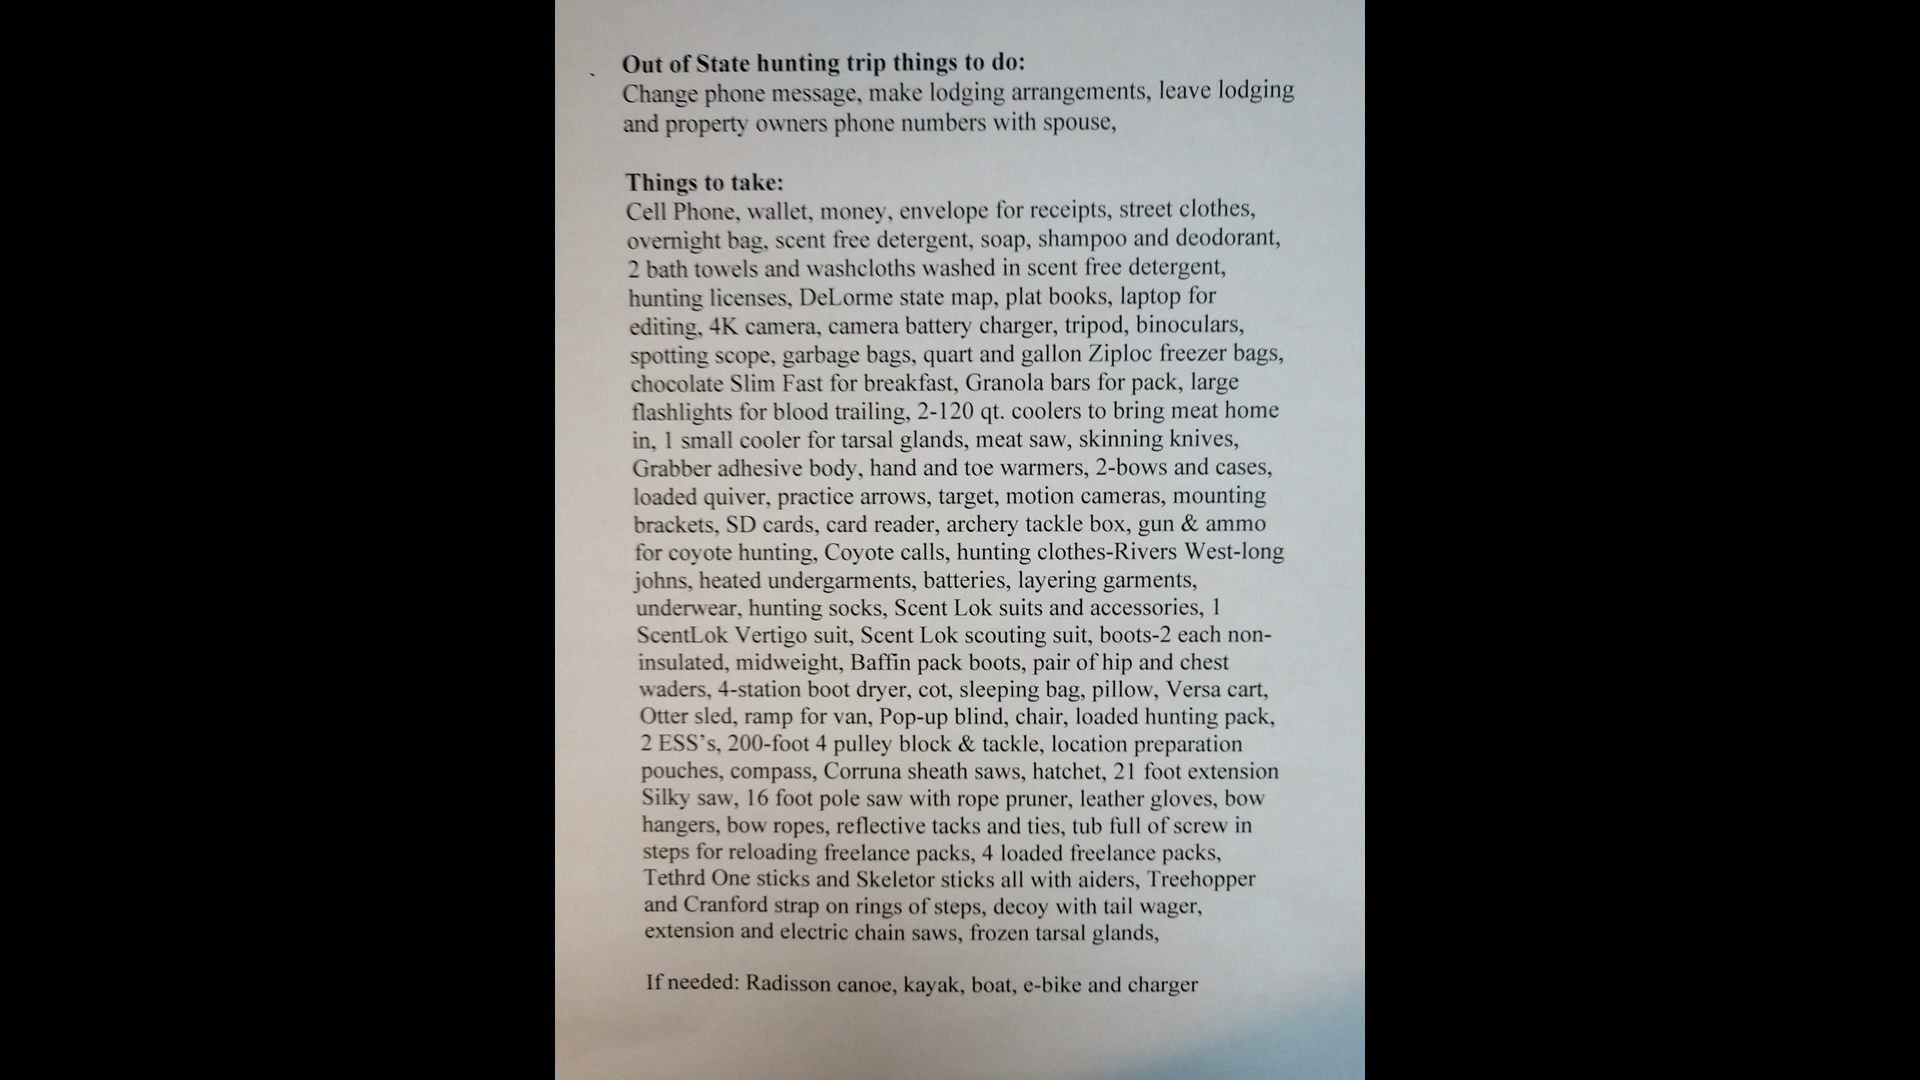 Out of State hunting trip things to do:
Change phone message, make lodging arrangements, leave lodging
and property owners phone numbers with spouse,
Things to take:
Cell Phone, wallet, money, envelope for receipts, street clothes,
overnight bag, scent free detergent, soap, shampoo and deodorant,
2 bath towels and washcloths washed in scent free detergent,
hunting licenses, DeLorme state map, plat books, laptop for
editing, 4K camera, camera battery charger, tripod, binoculars,
spotting scope, garbage bags, quart and gallon Ziploc freezer bags,
chocolate Slim Fast for breakfast, Granola bars for pack, large
flashlights for blood trailing, 2-120 qt. coolers to bring meat home
in, 1 small cooler for tarsal glands, meat saw, skinning knives,
Grabber adhesive body, hand and toe warmers, 2-bows and cases,
loaded quiver, practice arrows, target, motion cameras, mounting
brackets, SD cards, card reader, archery tackle box, gun & ammo
for coyote hunting, Coyote calls, hunting clothes-Rivers West-long
johns, heated undergarments, batteries, layering garments,
underwear, hunting socks, Scent Lok suits and accessories, 1
ScentLok Vertigo suit, Scent Lok scouting suit, boots-2 each non-
insulated, midweight, Baffin pack boots, pair of hip and chest
waders, 4-station boot dryer, cot, sleeping bag, pillow, Versa cart,
Otter sled, ramp for van, Pop-up blind, chair, loaded hunting pack,
2 ESS’s, 200-foot 4 pulley block & tackle, location preparation
pouches, compass, Corruna sheath saws, hatchet, 21 foot extension
Silky saw, 16 foot pole saw with rope pruner, leather gloves, bow
hangers, bow ropes, reflective tacks and ties, tub full of screw in
steps for reloading freelance packs, 4 loaded freelance packs,
Tethrd One sticks and Skeletor sticks all with aiders, Treehopper
and Cranford strap on rings of steps, decoy with tail wager,
extension and electric chain saws, frozen tarsal glands,
If needed: Radisson canoe, kayak, boat, e-bike and charger